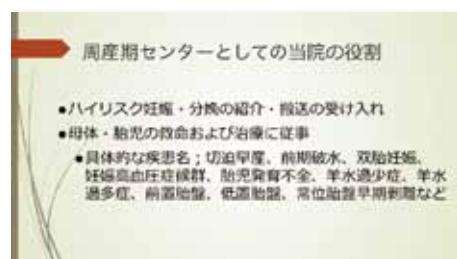 周産期センターとしての当院の役割
●ハイリスク妊娠・分娩の紹介・搬送の受け入れ
●母体・胎児の救命および治療に従事
●具体的な疾患名；切迫早産、前期破水、双胎妊娠、
妊娠高血圧症候群、胎児発育不全、羊水過少症、羊水
過多症、前置胎盤、低置胎盤、常位胎盤早期剥離など